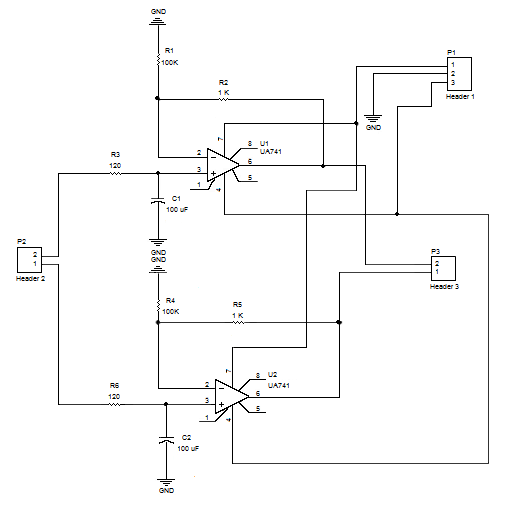 GND
R1
100K
P1
1
2
3
Header 1
R2
1 K
GND
7
8
U1
UA741
2
3
6
5
1
4
R3
120
C1
100 uF
GND
GND
P2
2
1
Header 2
P3
2
1
Header 3
R4
100K
R5
1 K
7
8
U2
UA741
2
3
6
5
1
4
R6
120
C2
100 uF
GND